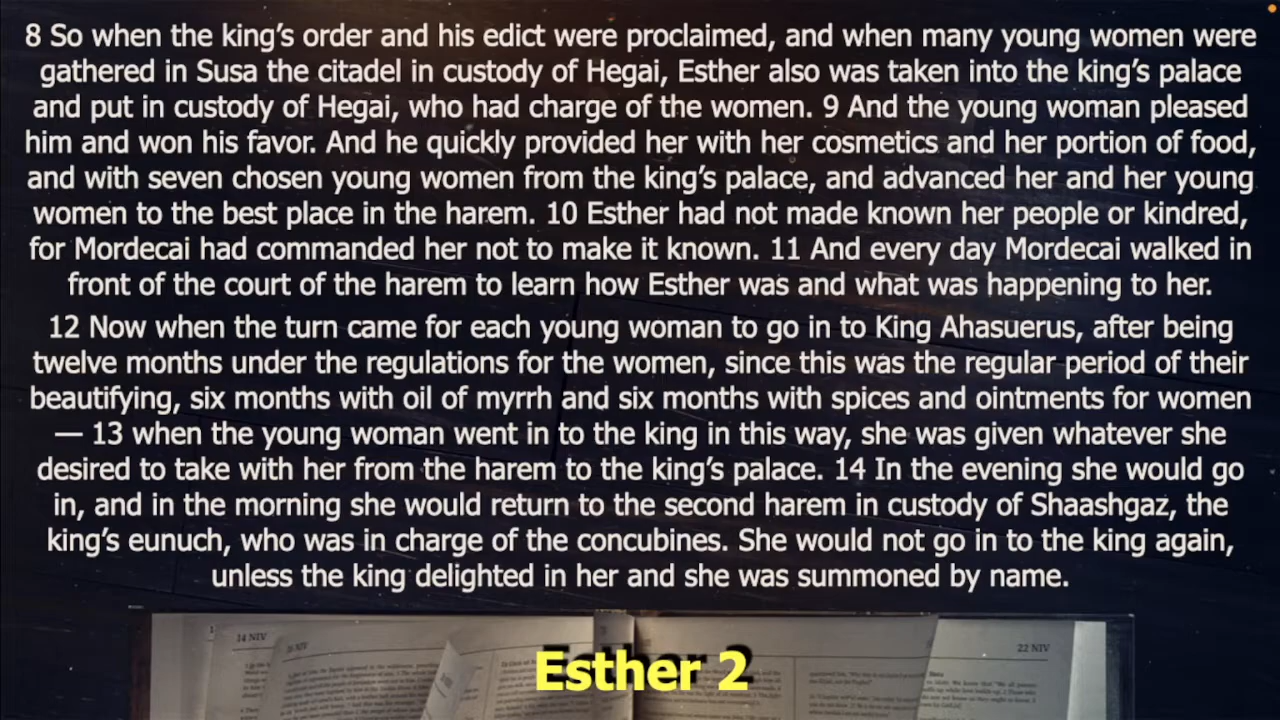 8 So when the king’s order and his edict were proclaimed, and when many young women were
gathered in Susa the citadel in custody of Hegai, Esther also was taken into the king’s palace
and put in custody of Hegai, who had charge of the women. 9 And the young woman pleased
him and won his favor. And he quickly provided her with her cosmetics and her portion of food,
and with seven chosen young women from the king’s palace, and advanced her and her young
women to the best place in the harem. 10 Esther had not made known her people or kindred,
for Mordecai had commanded her not to make it known. 11 And every day Mordecai walked in
front of the court of the harem to learn how Esther was and what was happening to her.
12 Now when the turn came for each young woman to go in to King Ahasuerus, after being
twelve months under the regulations for the women, since this was the regular period of their
beautifying, six months with oil of myrrh and six months with spices and ointments for women
— 13 when the young woman went in to the king in this way, she was given whatever she
desired to take with her from the harem to the king’s palace. 14 In the evening she would go
in, and in the morning she would return to the second harem in custody of Shaashgaz, the
king’s eunuch, who was in charge of the concubines. She would not go in to the king again,
unless the king delighted in her and she was summoned by name.
14 NIV
22 NIV
Esther 2